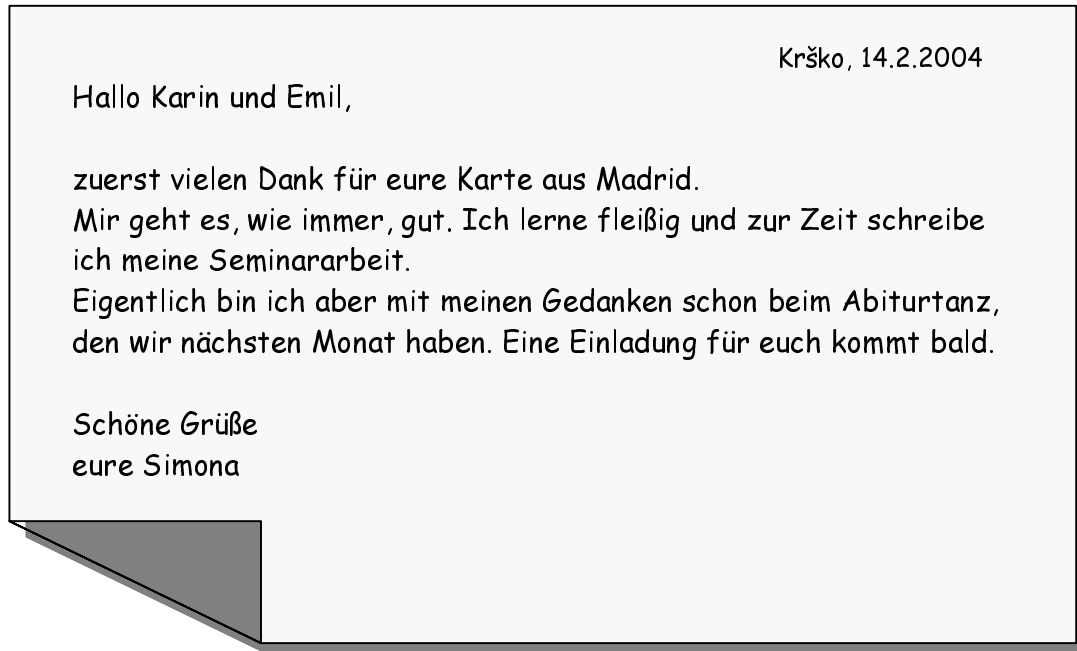 Krško, 14.2.2004
Hallo Karin und Emil,
zuerst vielen Dank für eure Karte aus Madrid.
Mir geht es, wie immer, gut. Ich lerne fleißig und zur Zeit schreibe
ich meine Seminararbeit.
Eigentlich bin ich aber mit meinen Gedanken schon beim Abiturtanz,
den wir nächsten Monat haben. Eine Einladung für euch kommt bald.
Schöne Grüße
eure Simona